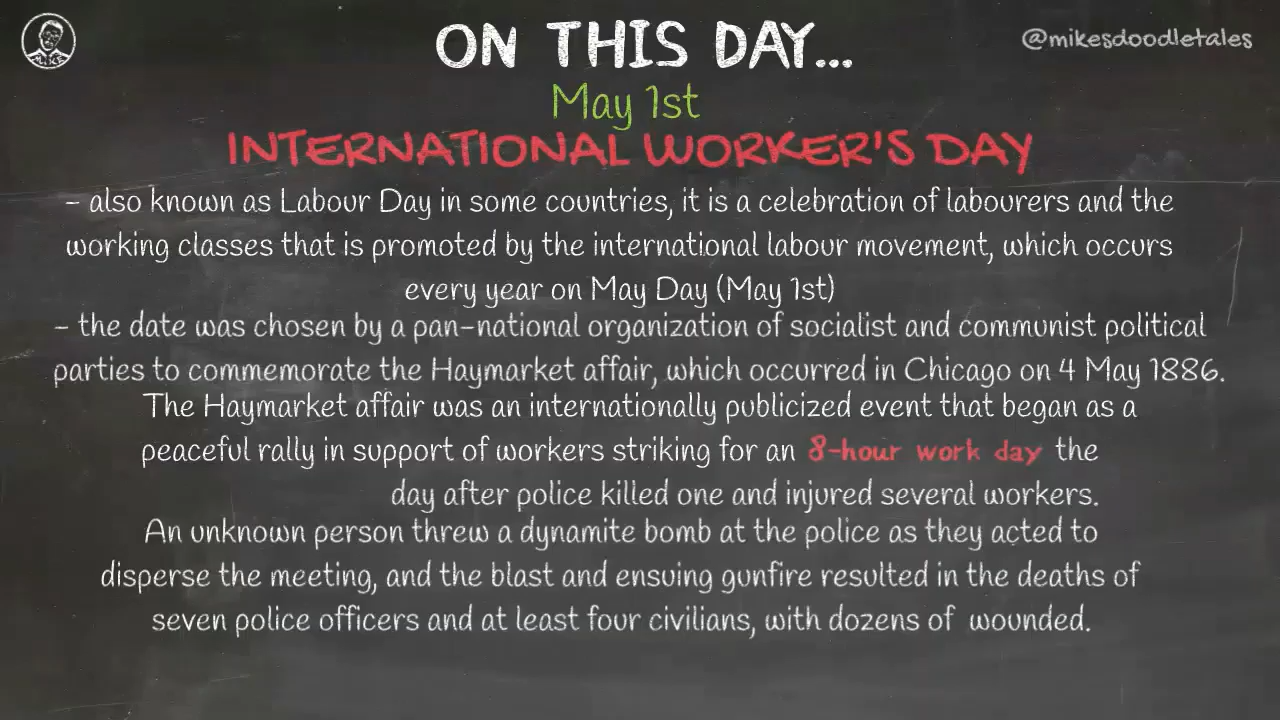 ON THIS DAY...
@mikesdoodletales
MIKE
May 1st
INTERNATIONAL WORKER'S DAY
- also known as Labour Day in some countries, it is a celebration of labourers and the
working classes that is promoted by the international labour movement, which occurs
every year on May Day (May 1st)
- the date was chosen by a pan-national organization of socialist and communist political
parties to commemorate the Haymarket affair, which occurred in Chicago on 4 May 1886.
The Haymarket affair was an internationally publicized event that began as a
peaceful rally in support of workers striking for an 8-hour work day the
day after police killed one and injured several workers.
An unknown person threw a dynamite bomb at the police as they acted to
disperse the meeting, and the blast and ensuing gunfire resulted in the deaths of
seven police officers and at least four civilians, with dozens of wounded.